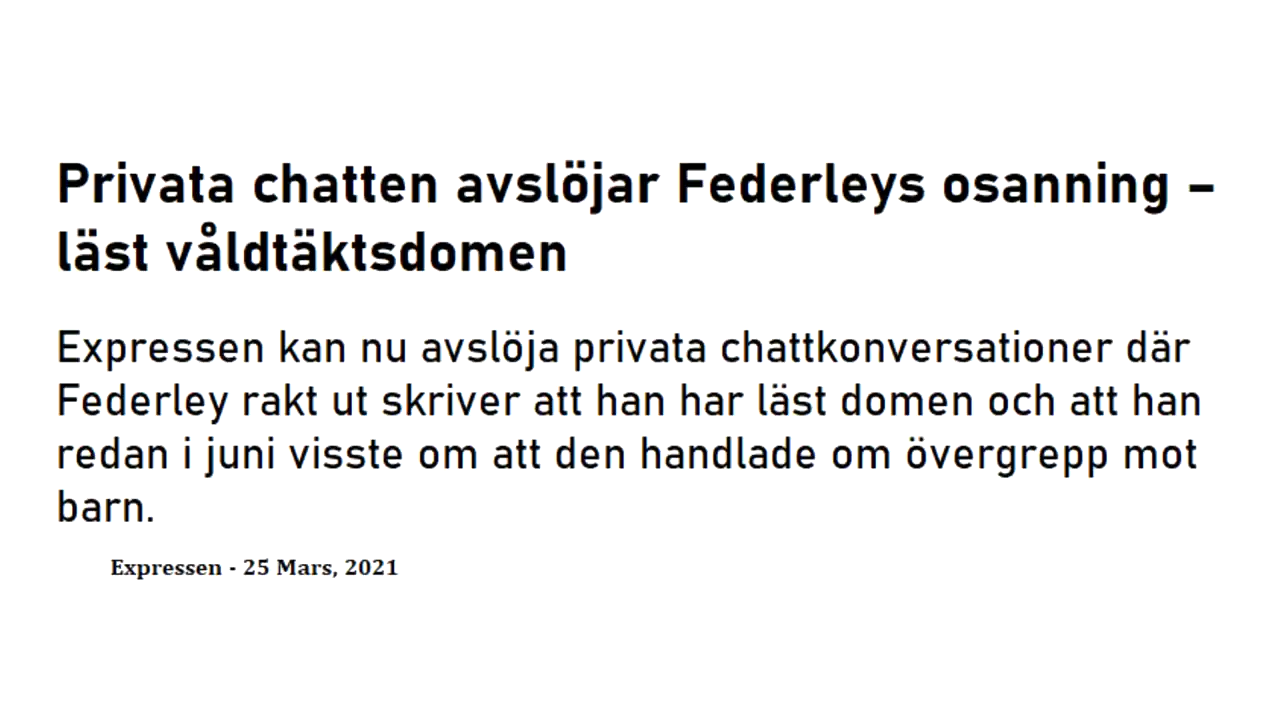 Privata chatten avslöjar Federleys osanning –
läst våldtäktsdomen
Expressen kan nu avslöja privata chattkonversationer där
Federley rakt ut skriver att han har läst domen och att han
redan i juni visste om att den handlade om övergrepp mot
barn.
Expressen - 25 Mars, 2021